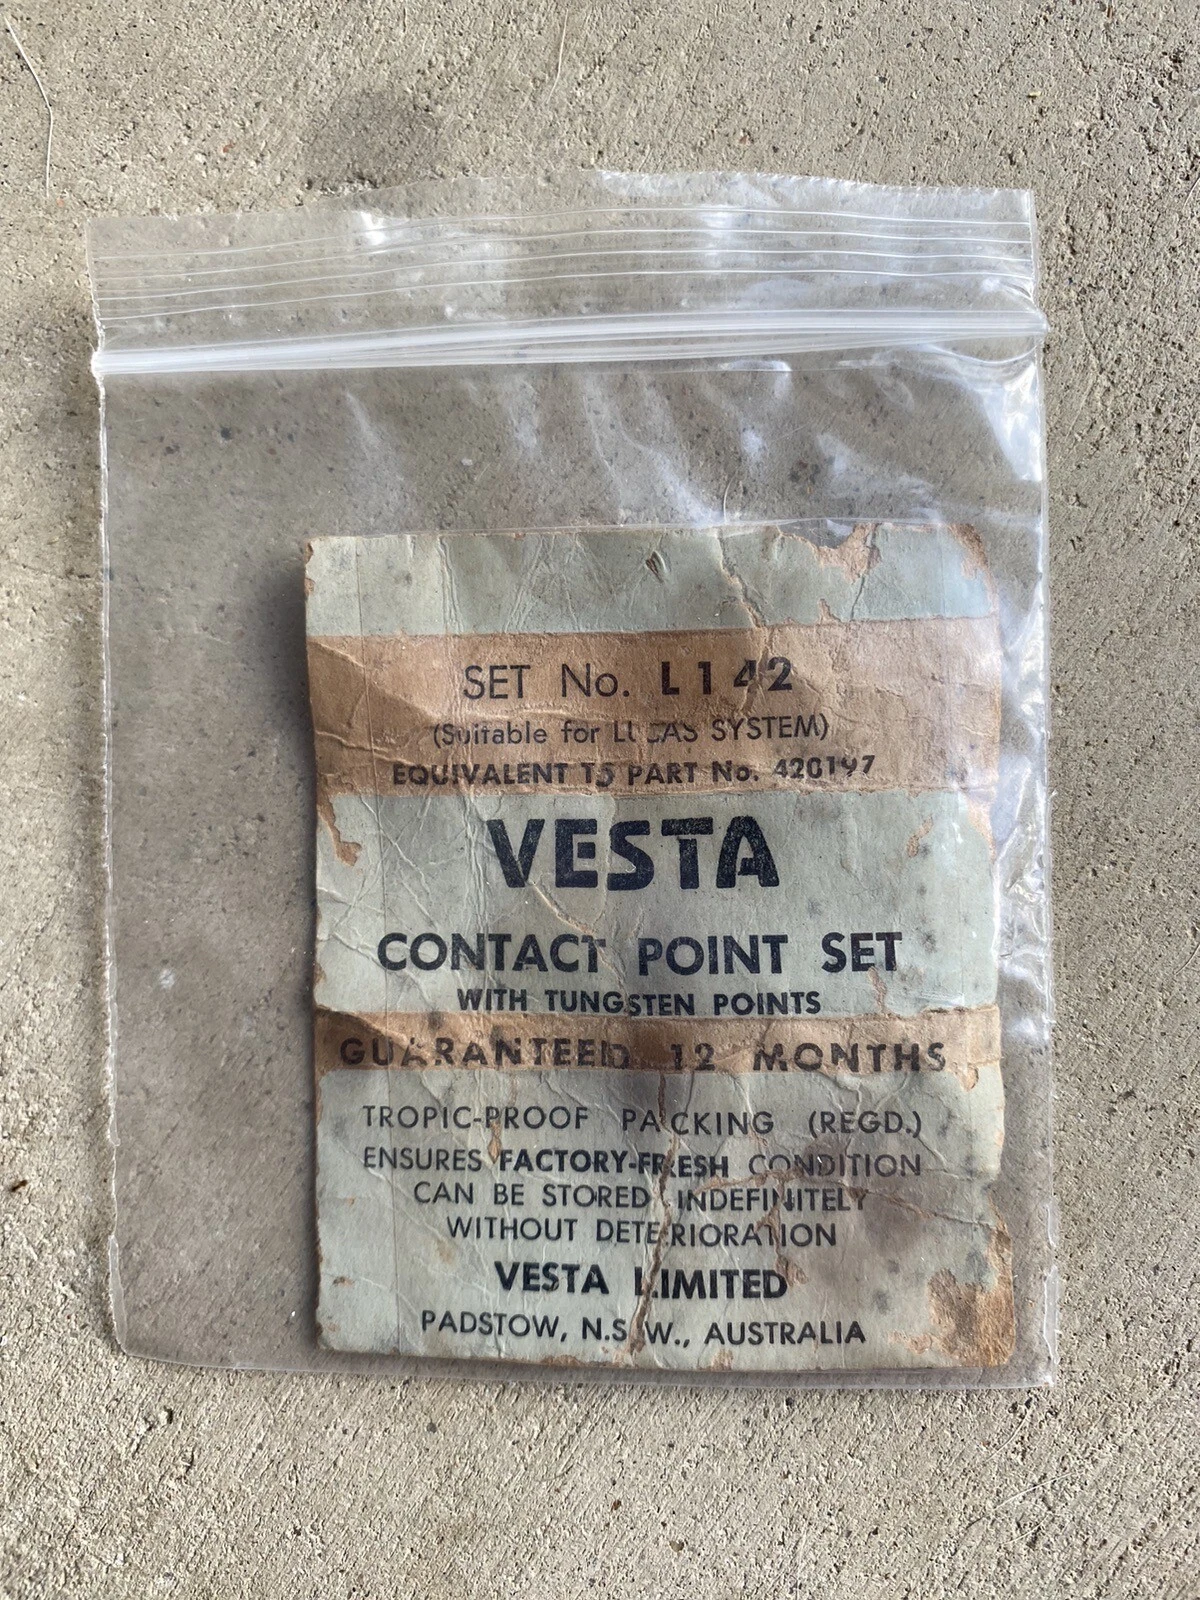 SET No. L142
(Suitable for LUCAS SYSTEM)
EQUIVALENT TO PART No. 420197
VESTA
CONTACT POINT SET
WITH TUNGSTEN POINTS
GUARANTEED 12 MONTHS
TROPIC-PROOF PACKING (REGD.)
ENSURES FACTORY-FRESH CONDITION
CAN BE STORED INDEFINITELY
WITHOUT DETERIORATION
VESTA LIMITED
PADSTOW, N.S.W., AUSTRALIA